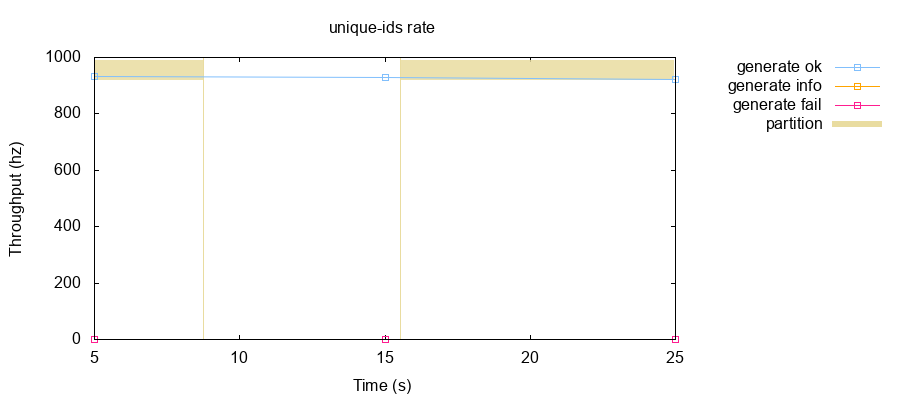 unique-ids rate
1000
800
600
400
200
0
5
10
15
20
25
Throughput (hz)
Time (s)
generate ok
generate info
generate fail
partition